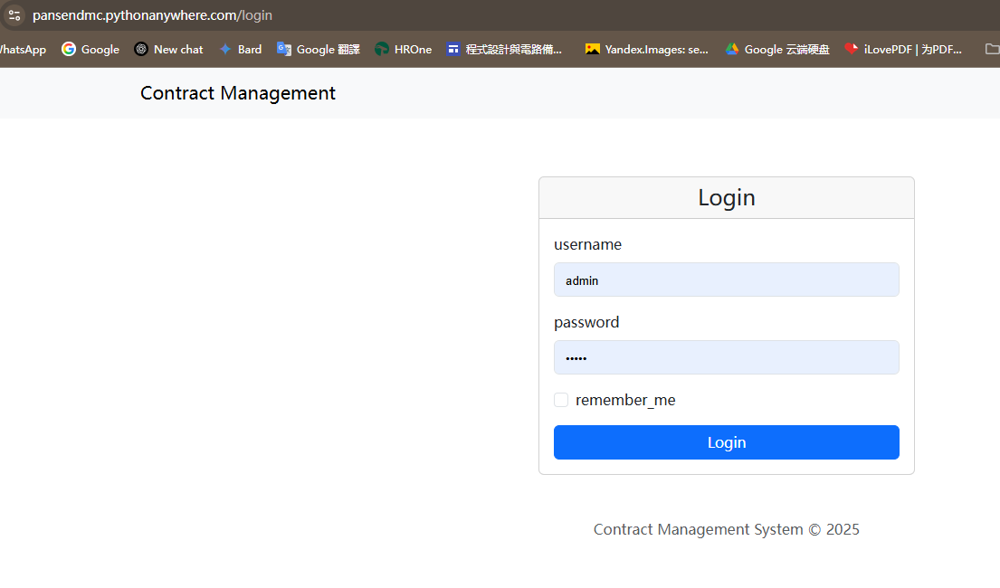 pansendmc.pythonanywhere.com/login
WhatsApp Google New chat Bard Google 翻譯 HROne 程式設計與電路備... Yandex.Images: se... Google 云端硬盘 iLovePDF | 为PDF...
Contract Management
Login
username
admin
password
•••••
remember_me
Login
Contract Management System © 2025